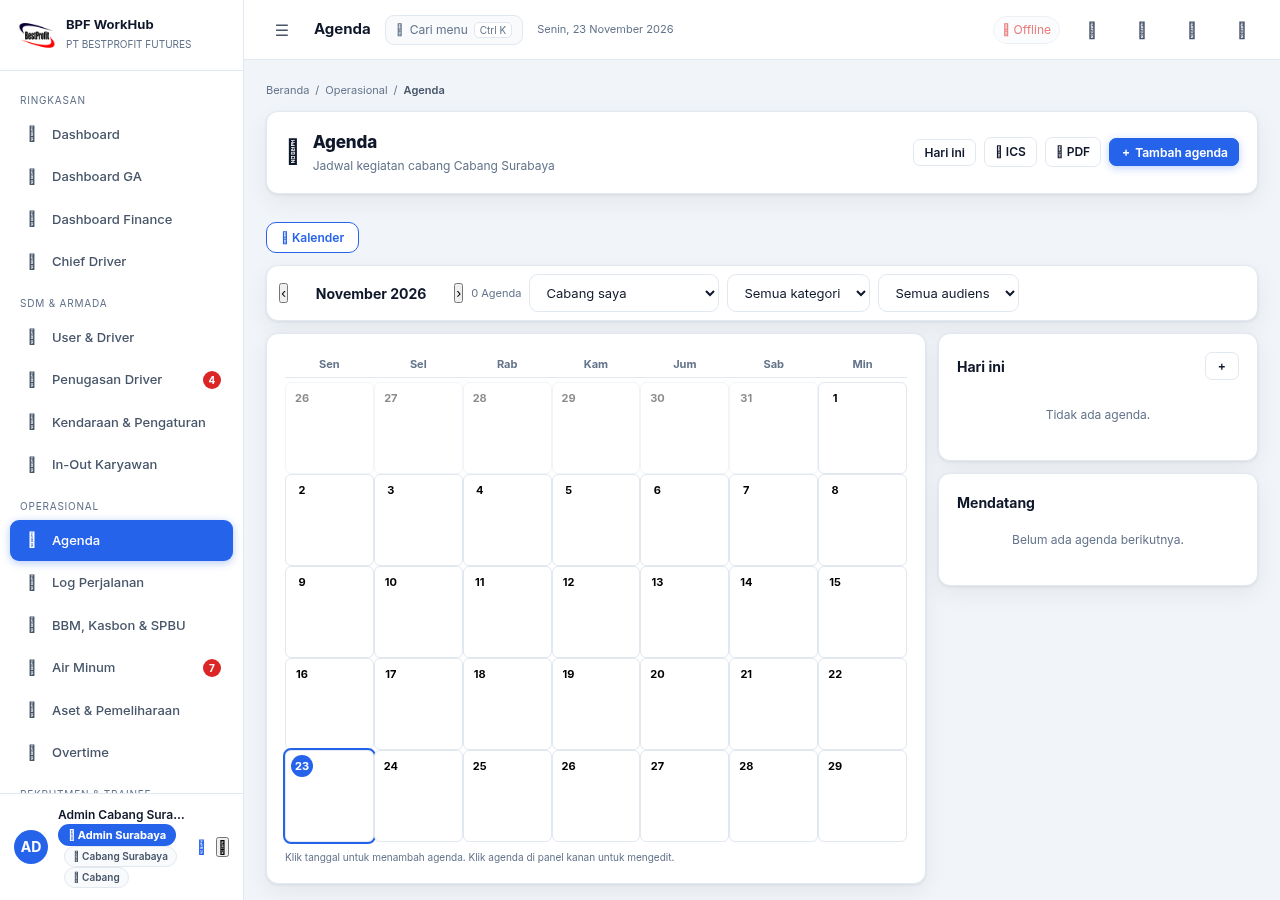 BestProfit
BPF WorkHub
PT BESTPROFIT FUTURES
RINGKASAN
Dashboard
Dashboard GA
Dashboard Finance
Chief Driver
SDM & ARMADA
User & Driver
Penugasan Driver 4
Kendaraan & Pengaturan
In-Out Karyawan
OPERASIONAL
Agenda
Log Perjalanan
BBM, Kasbon & SPBU
Air Minum 7
Aset & Pemeliharaan
Overtime
REKRUTMEN & TRAINEE
AD
Admin Cabang Sura...
Admin Surabaya
Cabang Surabaya
Cabang
☰ Agenda Cari menu Ctrl K Senin, 23 November 2026 Offline
Beranda / Operasional / Agenda
Agenda
Jadwal kegiatan cabang Cabang Surabaya
Hari ini ICS PDF + Tambah agenda
Kalender
‹ November 2026 › 0 Agenda Cabang saya Semua kategori Semua audiens
Sen Sel Rab Kam Jum Sab Min
26 27 28 29 30 31 1
2 3 4 5 6 7 8
9 10 11 12 13 14 15
16 17 18 19 20 21 22
23 24 25 26 27 28 29
Klik tanggal untuk menambah agenda. Klik agenda di panel kanan untuk mengedit.
Hari ini +
Tidak ada agenda.
Mendatang
Belum ada agenda berikutnya.